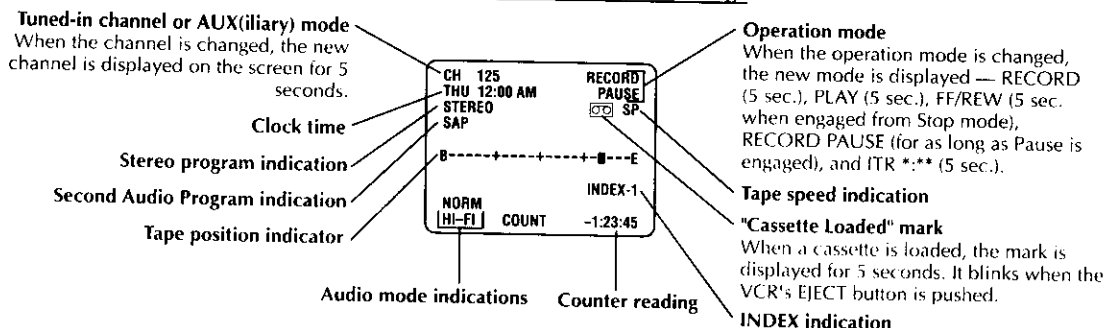 Tuned-in channel or AUX(iliary) mode
When the channel is changed, the new
channel is displayed on the screen for 5
seconds.
Clock time
Stereo program indication
Second Audio Program indication
Tape position indicator
CH 125
THU 12:00 AM
STEREO
SAP
RECORD
PAUSE
SP
B-----+----+----+-■---E
INDEX-1
NORM
HI-FI
COUNT
-1:23:45
Audio mode indications
Counter reading
Operation mode
When the operation mode is changed,
the new mode is displayed — RECORD
(5 sec.), PLAY (5 sec.), FF/REW (5 sec.
when engaged from Stop mode),
RECORD PAUSE (for as long as Pause is
engaged), and ITR *:** (5 sec.).
Tape speed indication
"Cassette Loaded" mark
When a cassette is loaded, the mark is
displayed for 5 seconds. It blinks when the
VCR's EJECT button is pushed.
INDEX indication